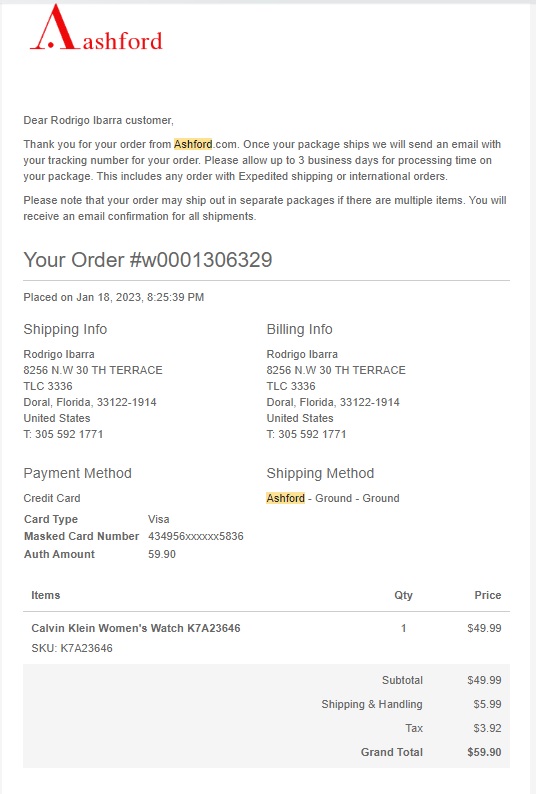 Aashford
Dear Rodrigo Ibarra customer,
Thank you for your order from Ashford.com. Once your package ships we will send an email with
your tracking number for your order. Please allow up to 3 business days for processing time on
your package. This includes any order with Expedited shipping or international orders.
Please note that your order may ship out in separate packages if there are multiple items. You will
receive an email confirmation for all shipments.
Your Order #w0001306329
Placed on Jan 18, 2023, 8:25:39 PM
Shipping Info
Rodrigo Ibarra
8256 N.W 30 TH TERRACE
TLC 3336
Doral, Florida, 33122-1914
United States
T: 305 592 1771
Billing Info
Rodrigo Ibarra
8256 N.W 30 TH TERRACE
TLC 3336
Doral, Florida, 33122-1914
United States
T: 305 592 1771
Payment Method
Credit Card
Card Type Visa
Masked Card Number 434956xxxxxx5836
Auth Amount 59.90
Shipping Method
Ashford - Ground - Ground
Items Qty Price
Calvin Klein Women's Watch K7A23646 1 $49.99
SKU: K7A23646
Subtotal $49.99
Shipping & Handling $5.99
Tax $3.92
Grand Total $59.90